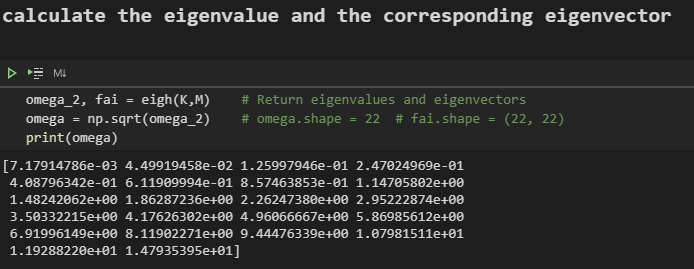 calculate the eigenvalue and the corresponding eigenvector
M↓
omega_2, fai = eigh(K,M)    # Return eigenvalues and eigenvectors
omega = np.sqrt(omega_2)    # omega.shape = 22  # fai.shape = (22, 22)
print(omega)
[7.17914786e-03 4.49919458e-02 1.25997946e-01 2.47024969e-01
4.08796342e-01 6.11909994e-01 8.57463853e-01 1.14705802e+00
1.48242062e+00 1.86287236e+00 2.26247380e+00 2.95222874e+00
3.50332215e+00 4.17626302e+00 4.96066667e+00 5.86985612e+00
6.91996149e+00 8.11902271e+00 9.44476339e+00 1.07981511e+01
1.19288220e+01 1.47935395e+01]